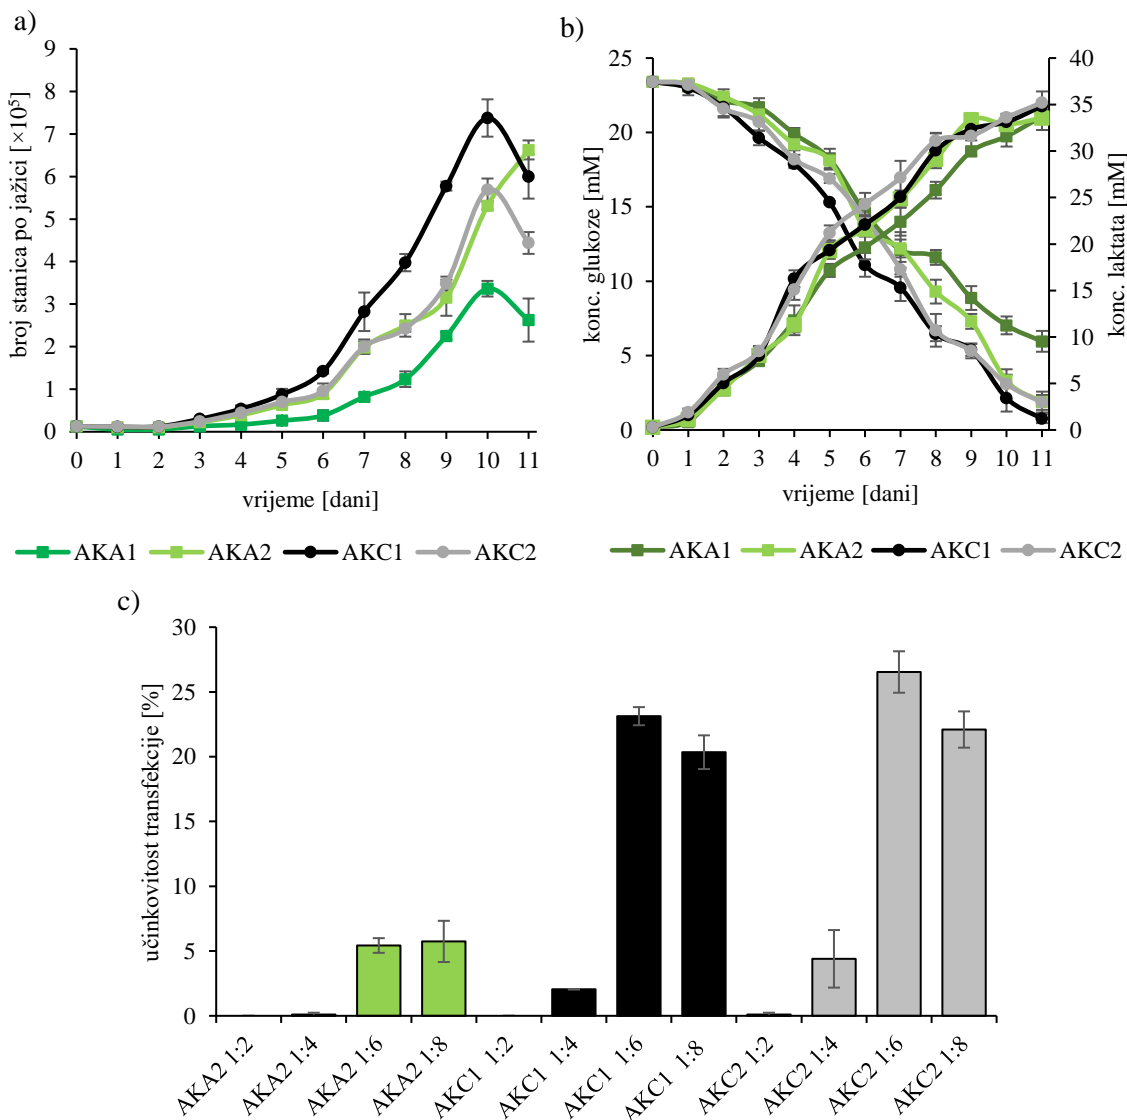 a)
broj stanica po jažici [×10⁵]
9
8
7
6
5
4
3
2
1
0
0 1 2 3 4 5 6 7 8 9 10 11
vrijeme [dani]
AKA1 AKA2 AKC1 AKC2
b)
konc. glukoze [mM]
25
20
15
10
5
0
40
35
30
25
20
15
10
5
0
konc. laktata [mM]
0 1 2 3 4 5 6 7 8 9 10 11
vrijeme [dani]
AKA1 AKA2 AKC1 AKC2
c)
učinkovitost transfekcije [%]
30
25
20
15
10
5
0
AKA2 1:2
AKA2 1:4
AKA2 1:6
AKA2 1:8
AKC1 1:2
AKC1 1:4
AKC1 1:6
AKC1 1:8
AKC2 1:2
AKC2 1:4
AKC2 1:6
AKC2 1:8